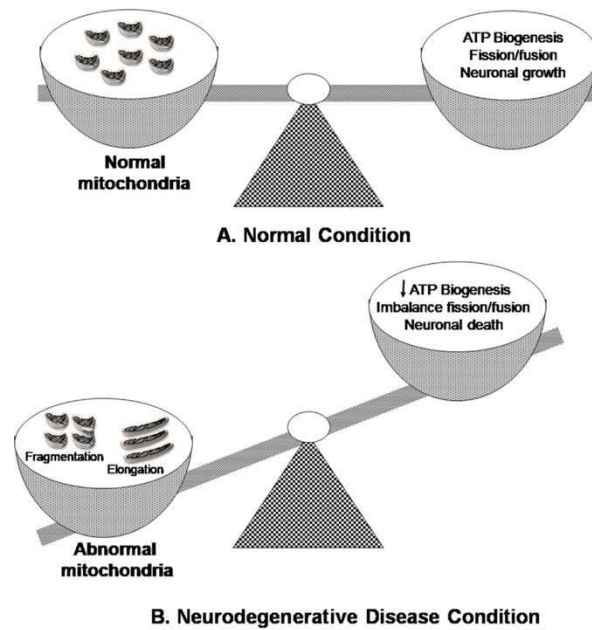 ATP Biogenesis
Fission/fusion
Neuronal growth
Normal
mitochondria
A. Normal Condition
↓ ATP Biogenesis
Imbalance fission/fusion
Neuronal death
Fragmentation
Elongation
Abnormal
mitochondria
B. Neurodegenerative Disease Condition